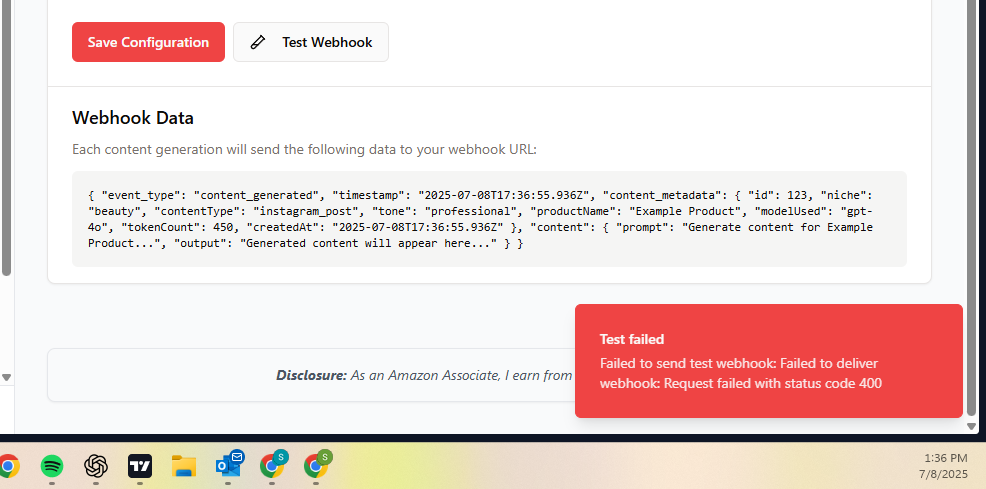 Save Configuration
Test Webhook
Webhook Data
Each content generation will send the following data to your webhook URL:
{ "event_type": "content_generated", "timestamp": "2025-07-08T17:36:55.936Z", "content_metadata": { "id": 123, "niche":
"beauty", "contentType": "instagram_post", "tone": "professional", "productName": "Example Product", "modelUsed": "gpt-
4o", "tokenCount": 450, "createdAt": "2025-07-08T17:36:55.936Z" }, "content": { "prompt": "Generate content for Example
Product...", "output": "Generated content will appear here..." } }
Test failed
Failed to send test webhook: Failed to deliver
webhook: Request failed with status code 400
Disclosure: As an Amazon Associate, I earn from
S
S
1:36 PM
7/8/2025